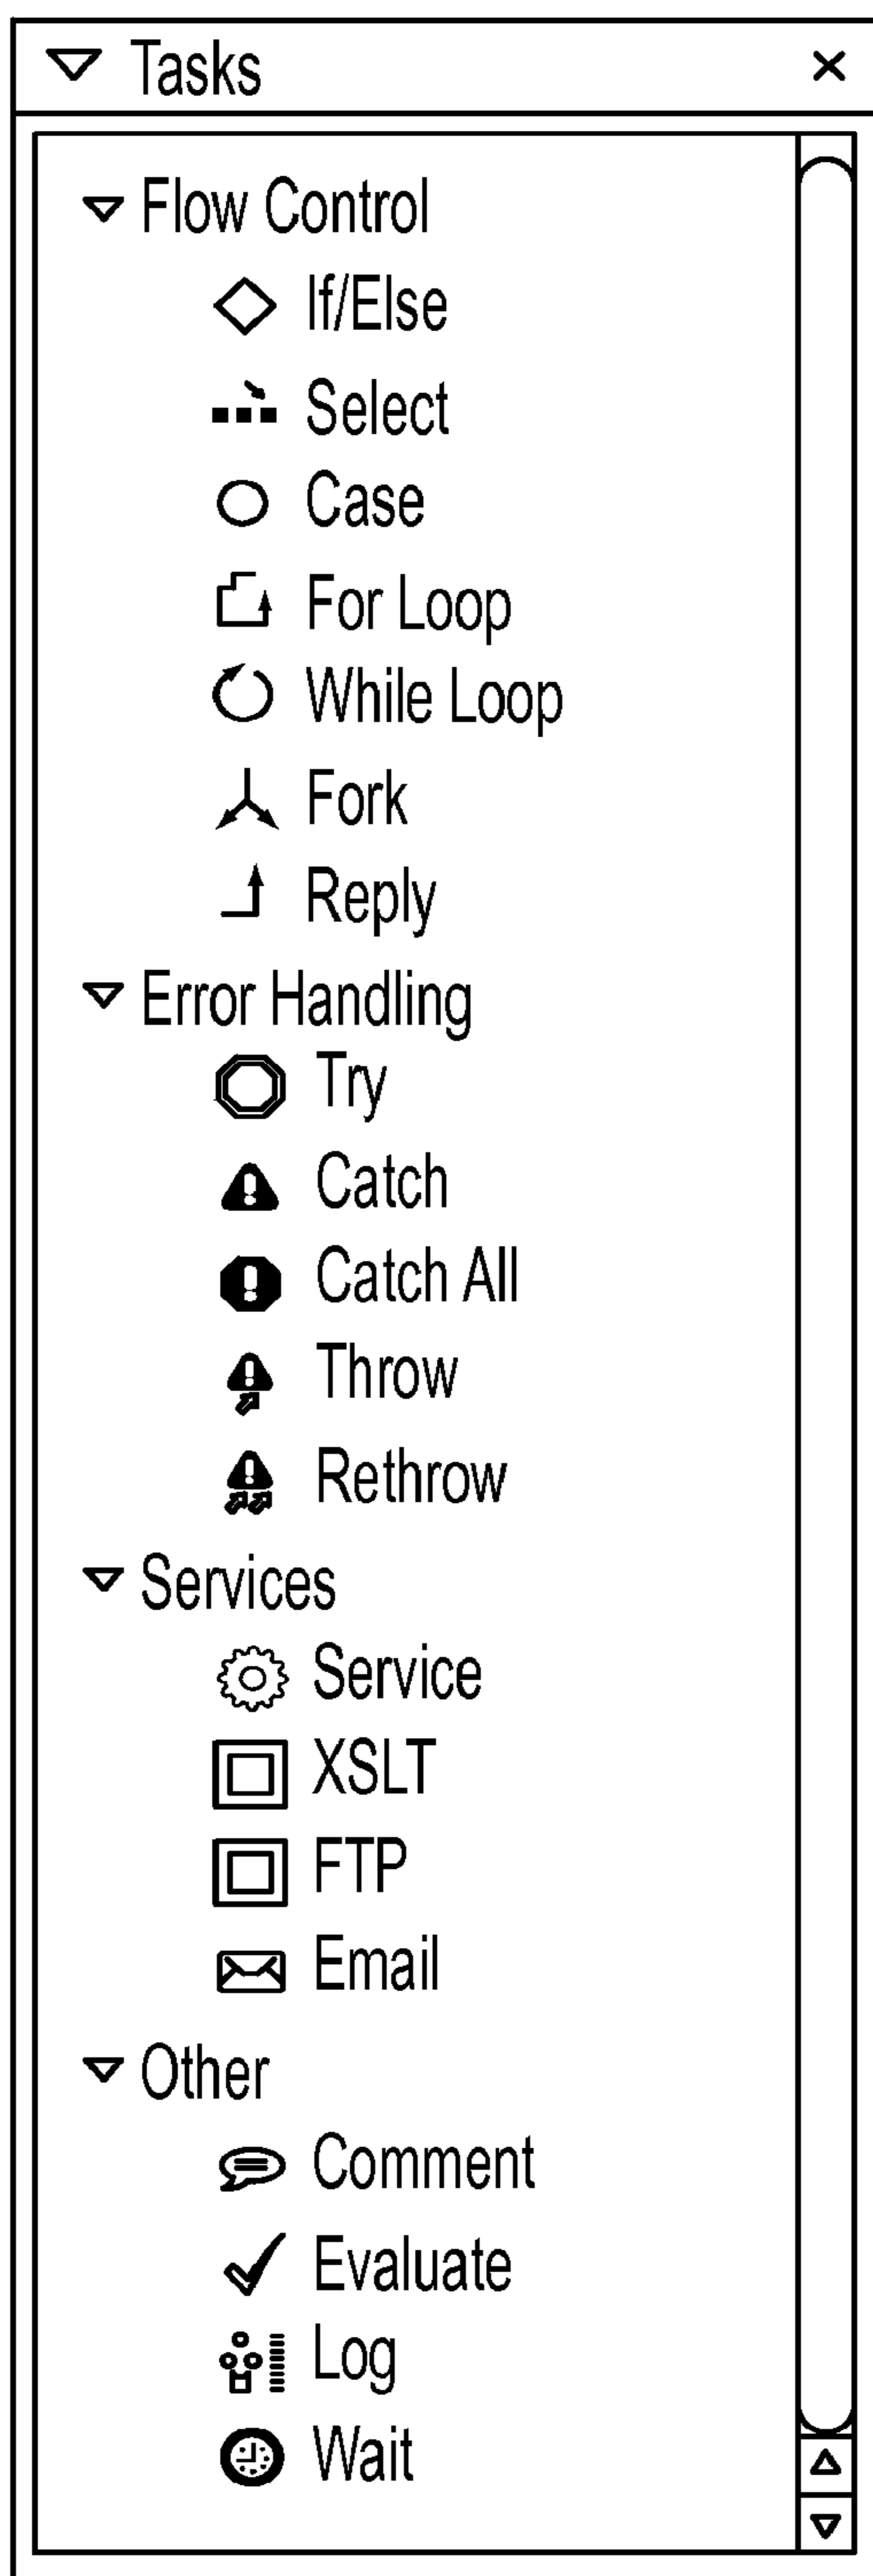 Tasks
Flow Control
If/Else
Select
Case
For Loop
While Loop
Fork
Reply
Error Handling
Try
Catch
Catch All
Throw
Rethrow
Services
Service
XSLT
FTP
Email
Other
Comment
Evaluate
Log
Wait